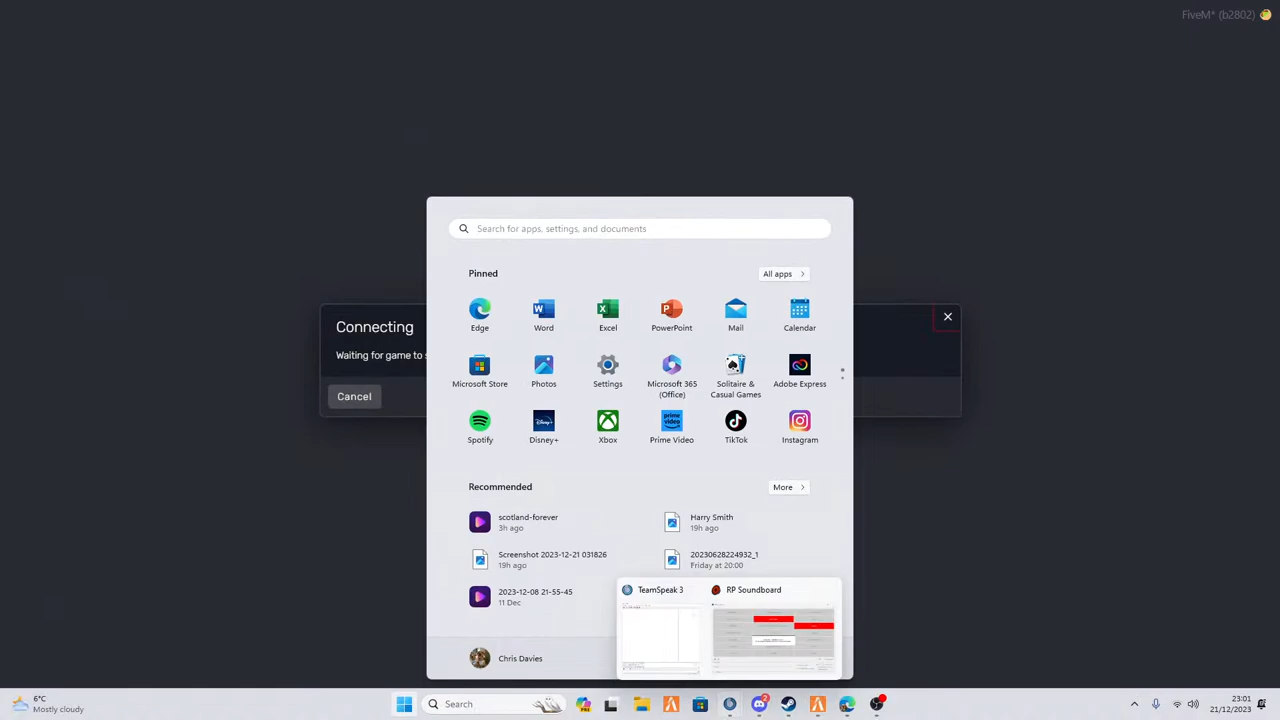 FiveM* (b2802)
Search for apps, settings, and documents
Pinned
All apps
Edge
Word
Excel
PowerPoint
Mail
Calendar
Connecting
Waiting for game to s
Cancel
Microsoft Store
Photos
Settings
Microsoft 365
(Office)
Solitaire &
Casual Games
Adobe Express
Spotify
Disney+
Xbox
Prime Video
TikTok
Instagram
Recommended
More
scotland-forever
3h ago
Harry Smith
19h ago
Screenshot 2023-12-21 031826
19h ago
20230628224932_1
Friday at 20:00
2023-12-08 21-55-45
11 Dec
TeamSpeak 3
RP Soundboard
Chris Davies
6°C
Mostly cloudy
Search
2
23:01
21/12/2023